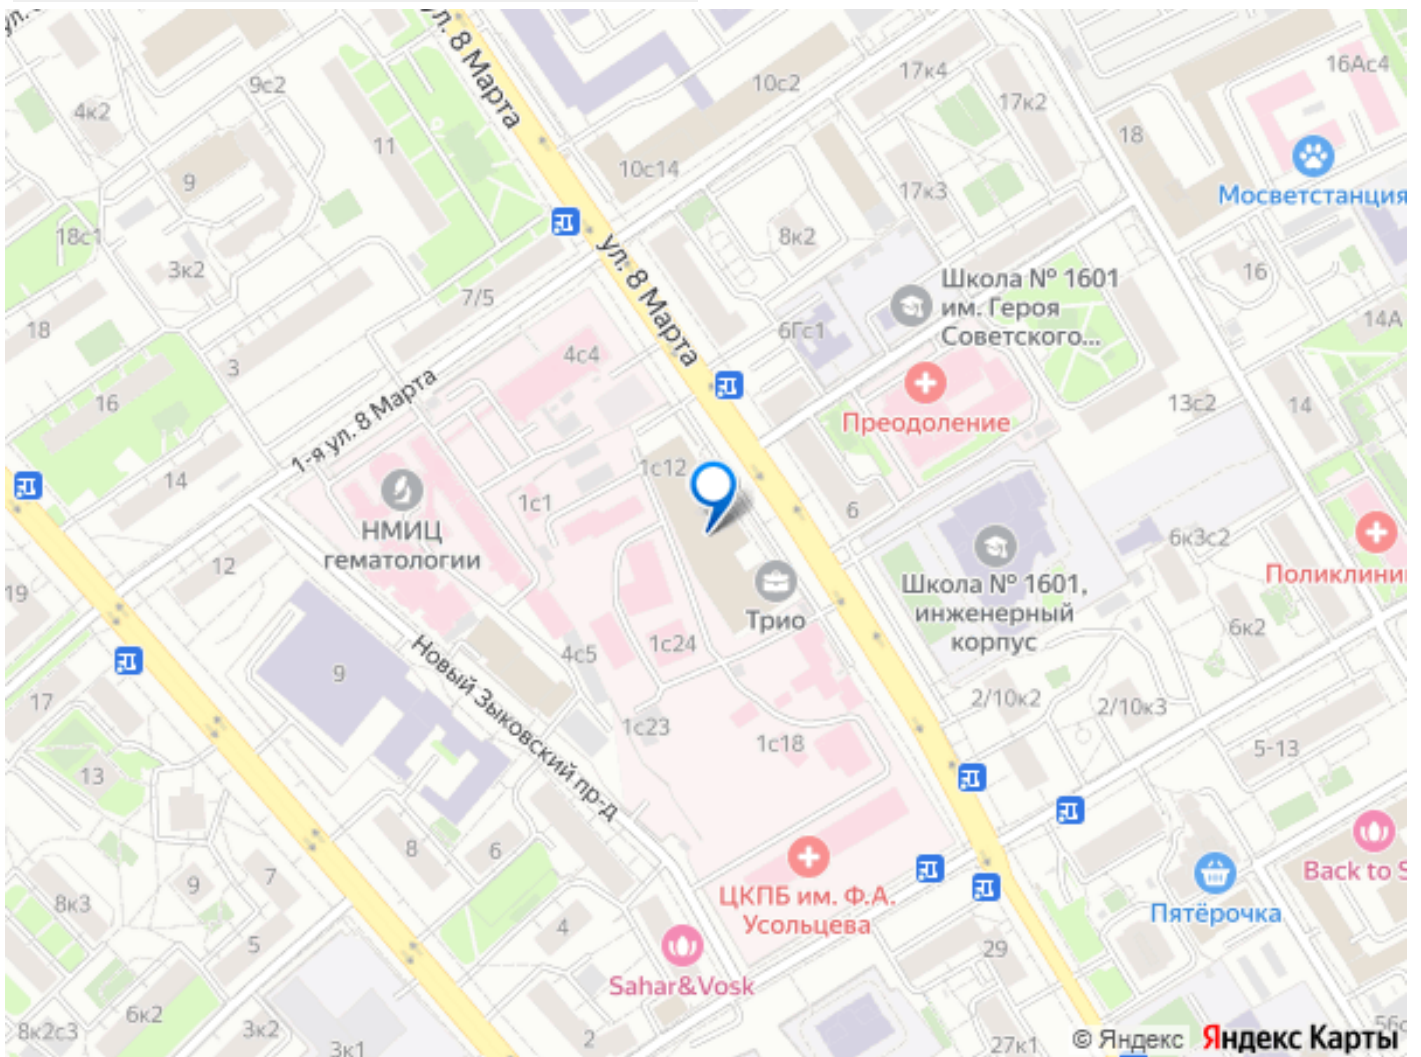 ул. 8 Марта
16Ас4
17к4
10с2
9с2
17к2
4к2
18
11
Мосветстанция
10с14
9
17к3
18с1
8к2
3к2
ул. 8 Марта
16
Школа № 1601
им. Героя
Советского...
7/5
18
14А
6Гс1
4с4
3
Преодоление
16
13с2
14
1-я ул. 8 Марта
1с12
14
НМИЦ
гематологии
1с1
6
6к3с2
12
Поликлини
19
Трио
Школа № 1601,
инженерный
корпус
6к2
1с24
4с5
9
Новый Зыковский пр-д
17
2/10к2
2/10к3
1с23
1с18
5-13
13
8
6
Back to S
9
7
ЦКПБ им. Ф.А.
Усольцева
Пятёрочка
8к3
5
4
29
Sahar&Vosk
6к2
8к2с3
3к2
2
3к1
27к1
56с
© Яндекс Яндекс Карты